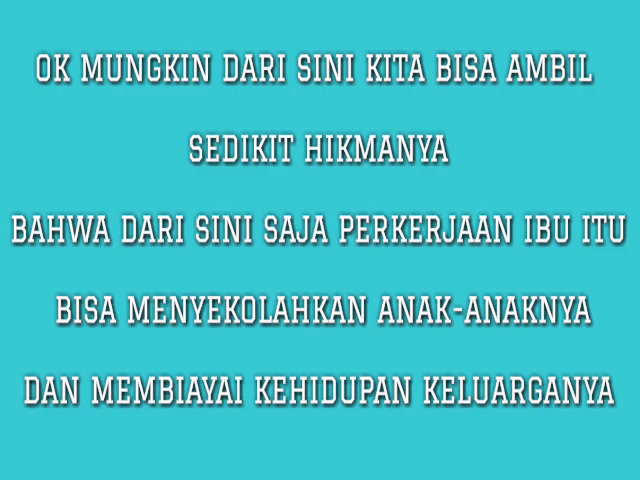 OK MUNGKIN DARI SINI KITA BISA AMBIL
SEDIKIT HIKMANYA
BAHWA DARI SINI SAJA PERKERJAAN IBU ITU
BISA MENYEKOLAHKAN ANAK-ANAKNYA
DAN MEMBIAYAI KEHIDUPAN KELUARGANYA